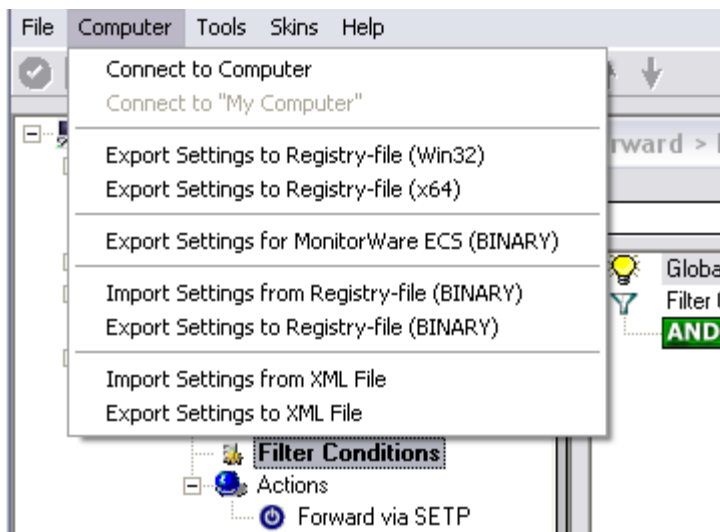 File Computer Tools Skins Help
Connect to Computer
Connect to "My Computer"
Export Settings to Registry-file (Win32)
Export Settings to Registry-file (x64)
Export Settings for MonitorWare ECS (BINARY)
Import Settings from Registry-file (BINARY)
Export Settings to Registry-file (BINARY)
Import Settings from XML File
Export Settings to XML File
rward >
Globa
Filter
AND
Filter Conditions
Actions
Forward via SETP